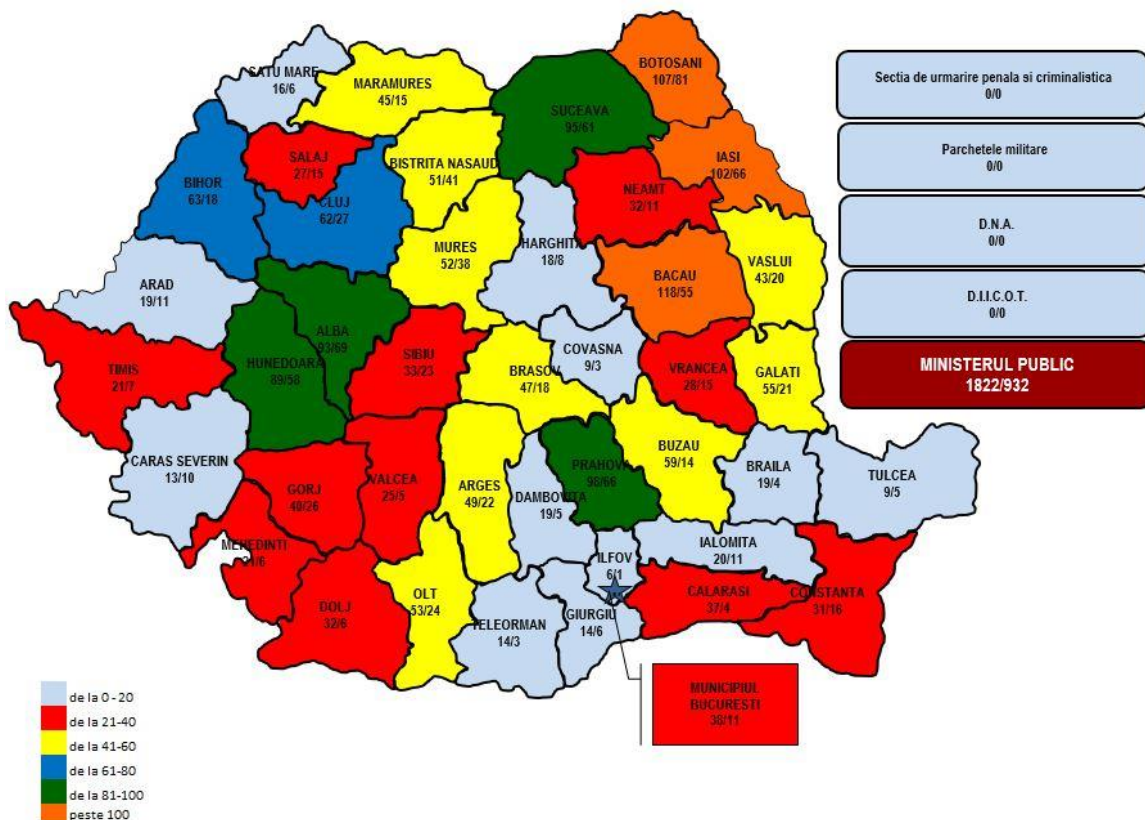 SATU MARE
16/6
MARAMURES
45/15
SUCEAVA
95/61
BOTOSANI
107/81
SALAJ
27/15
BISTRITA NASAUD
51/41
IASI
102/66
BIHOR
63/18
CLUJ
62/27
NEAMT
32/11
MURES
52/38
HARGHITA
18/8
BACAU
118/55
VASLUI
43/20
ARAD
19/11
ALBA
93/69
HUNEDOARA
89/58
SIBIU
33/23
BRASOV
47/18
COVASNA
9/3
VRANCEA
28/15
GALATI
55/21
TIMIS
21/7
CARAS SEVERIN
13/10
GORJ
40/26
VALCEA
25/5
ARGES
49/22
DAMBOVITA
19/5
PRAHOVA
98/66
BUZAU
59/14
BRAILA
19/4
TULCEA
9/5
MEHEDINTI
DOLJ
32/6
OLT
53/24
TELEORMAN
14/3
GIURGIU
14/6
ILFOV
6/1
IALOMITA
20/11
CALARASI
37/4
CONSTANTA
31/16
MUNICIPIUL
BUCURESTI
38/11
Sectia de urmarire penala si criminalistica
0/0
Parchetele militare
0/0
D.N.A.
0/0
D.I.I.C.O.T.
0/0
MINISTERUL PUBLIC
1822/932
de la 0 - 20
de la 21-40
de la 41-60
de la 61-80
de la 81-100
peste 100